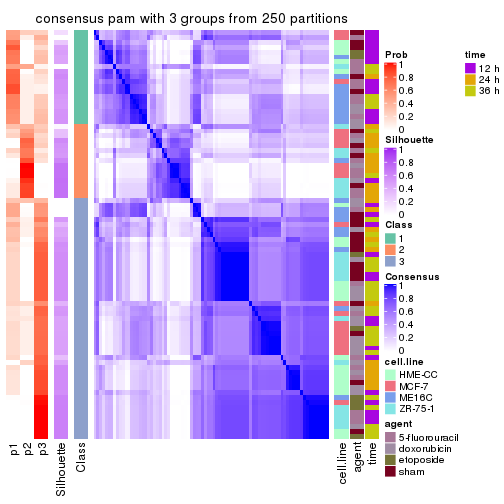 consensus pam with 3 groups from 250 partitions
p1
p2
p3
Silhouette
Class
cell.line
agent
time
Prob
1
0.8
0.6
0.4
0.2
0
Silhouette
1
0.8
0.6
0.4
0.2
0
Class
1
2
3
Consensus
1
0.8
0.6
0.4
0.2
0
cell.line
HME-CC
MCF-7
ME16C
ZR-75-1
agent
5-fluorouracil
doxorubicin
etoposide
sham
time
12 h
24 h
36 h